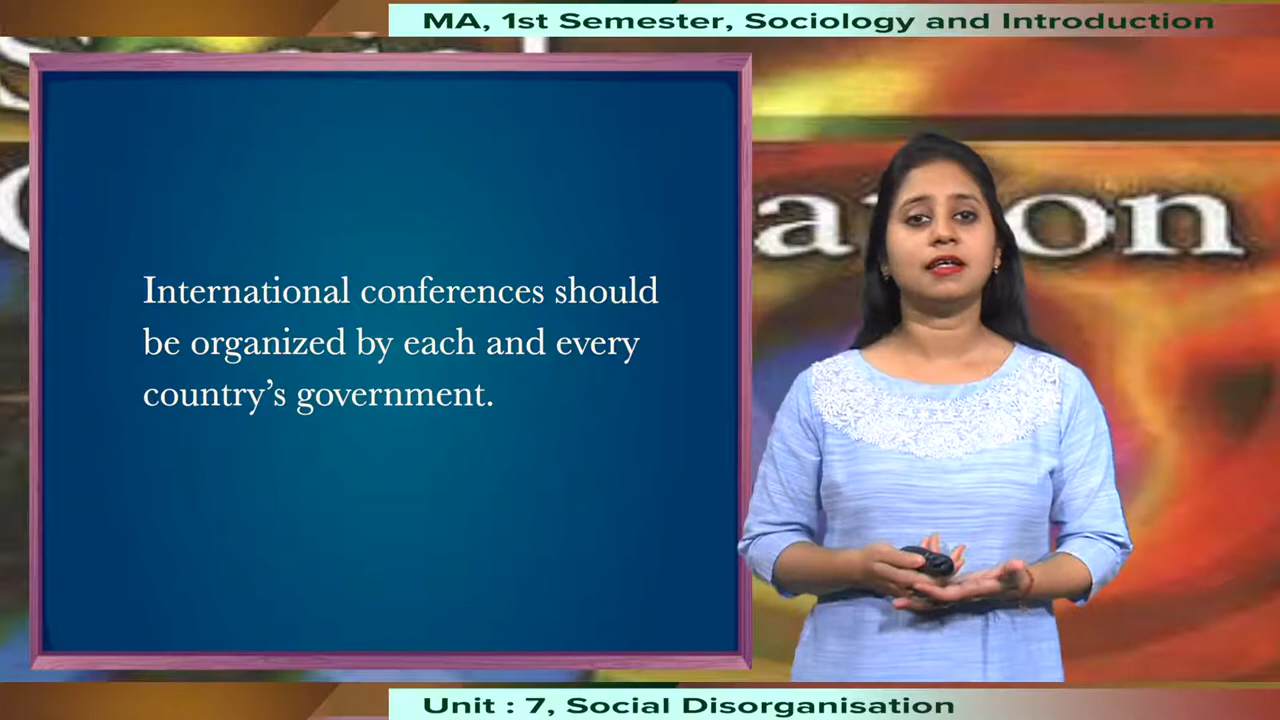 MA, 1st Semester, Sociology and Introduction
International conferences should
be organized by each and every
country's government.
Unit : 7, Social Disorganisation